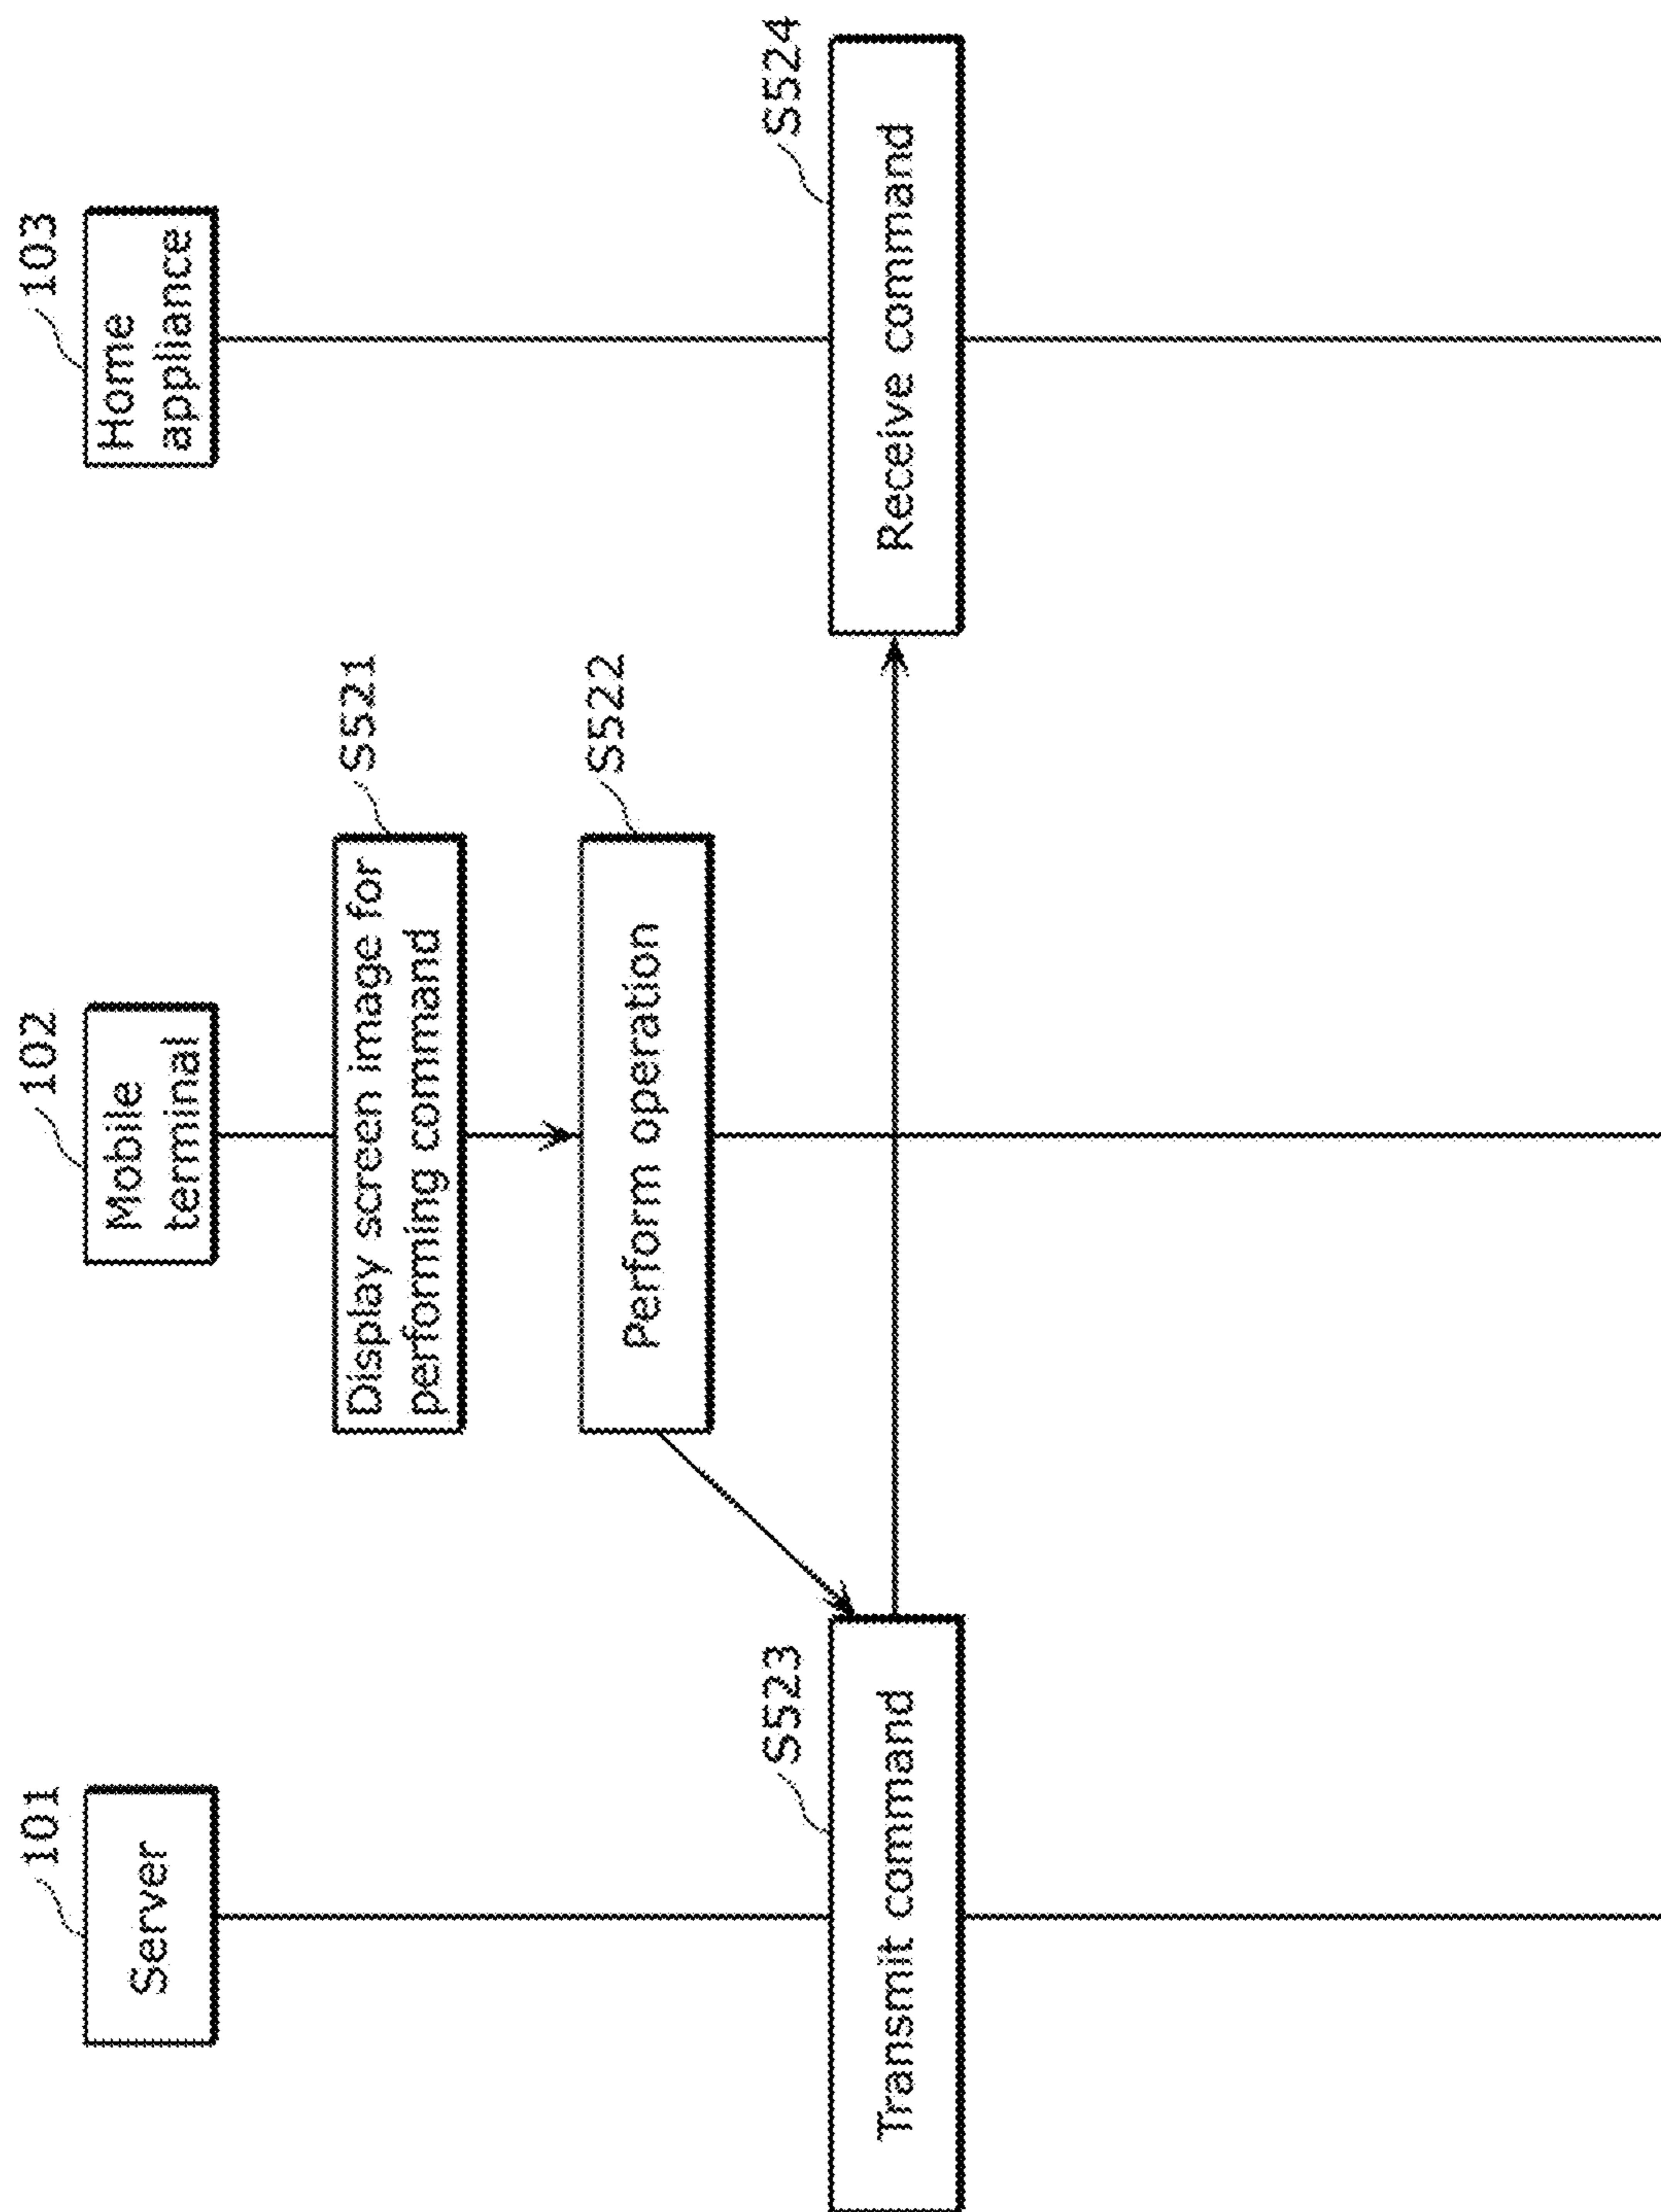 101
Server
102
Mobile
terminal
103
Home
appliance
S521
Display screen image for
performing command
S522
Perform operation
S523
Transmit command
S524
Receive command